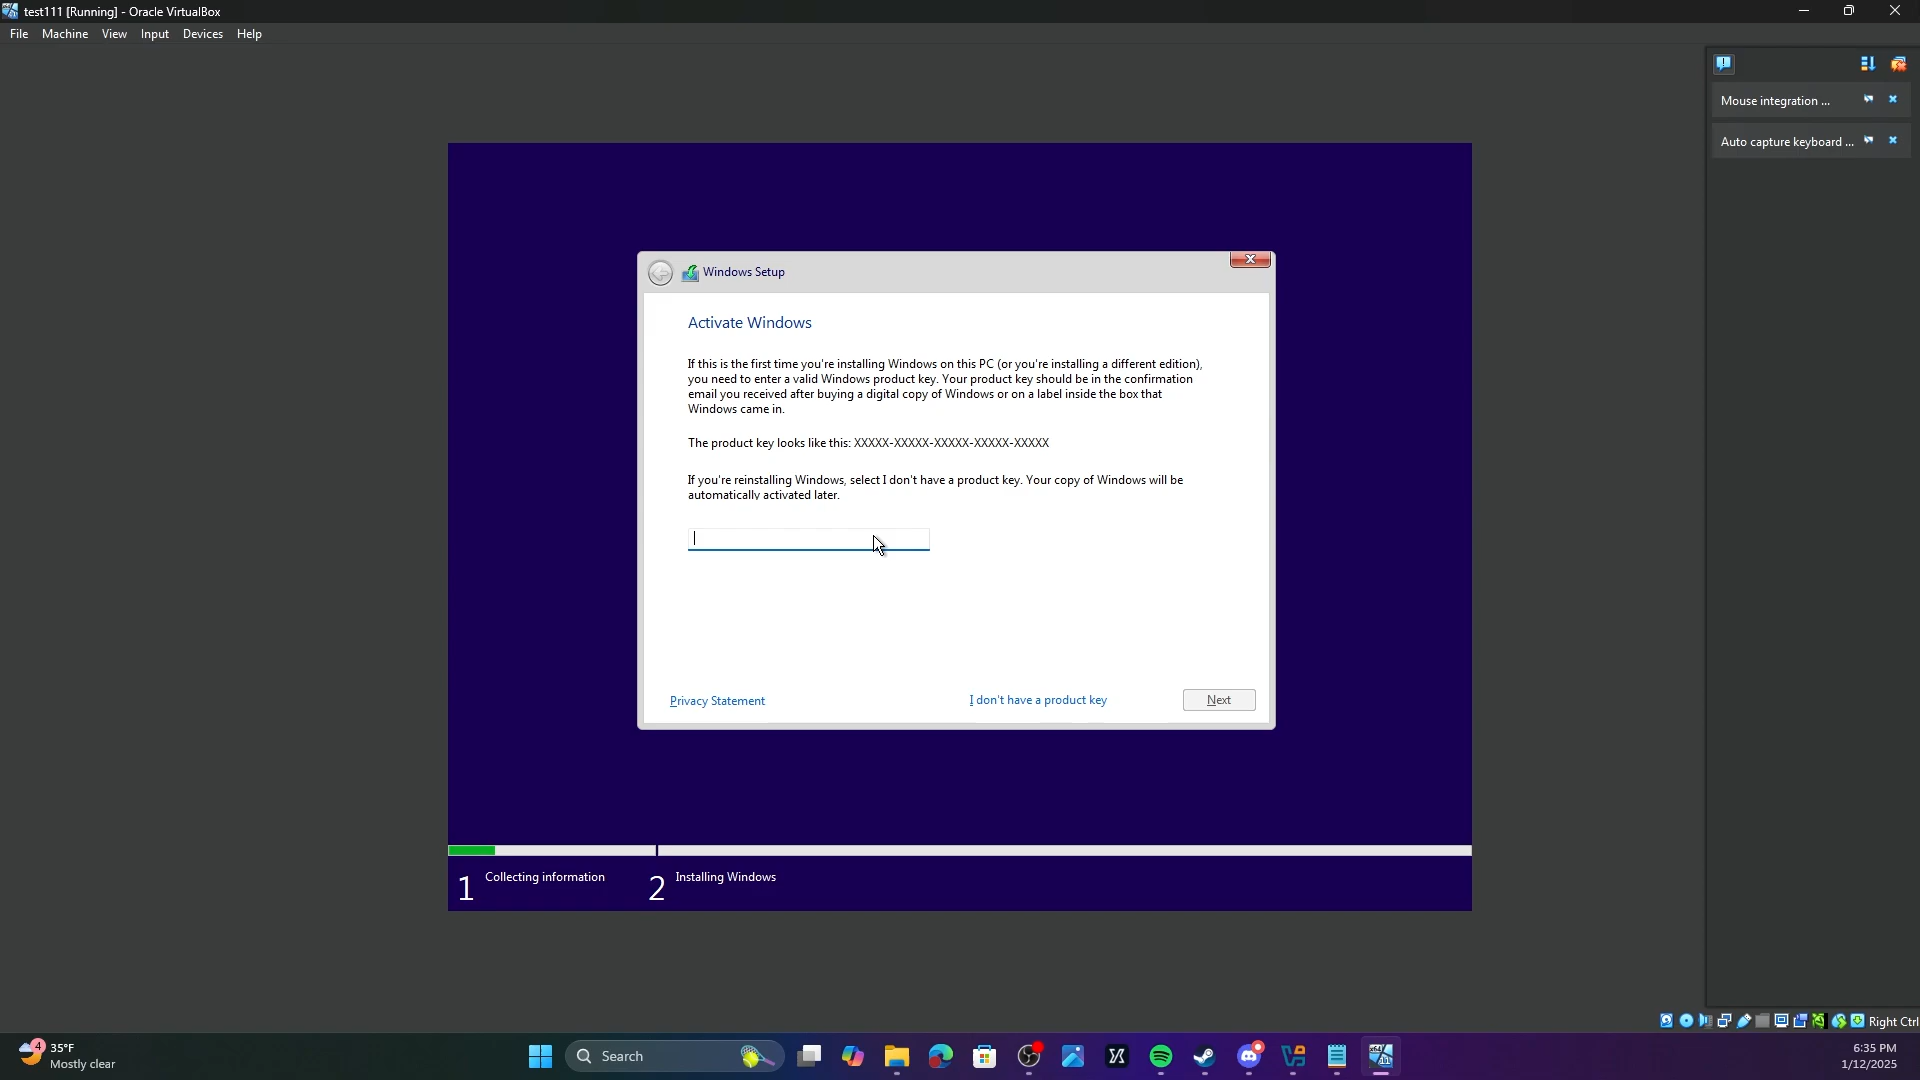 test111 [Running] - Oracle VirtualBox
File Machine View Input Devices Help
Mouse integration ...
Auto capture keyboard ...
Windows Setup
Activate Windows
If this is the first time you're installing Windows on this PC (or you're installing a different edition),
you need to enter a valid Windows product key. Your product key should be in the confirmation
email you received after buying a digital copy of Windows or on a label inside the box that
Windows came in.
The product key looks like this: XXXXX-XXXXX-XXXXX-XXXXX-XXXXX
If you're reinstalling Windows, select I don't have a product key. Your copy of Windows will be
automatically activated later.
Privacy Statement
I don't have a product key
Next
1 Collecting information
2 Installing Windows
Right Ctrl
4
35°F
Mostly clear
Search
6:35 PM
1/12/2025